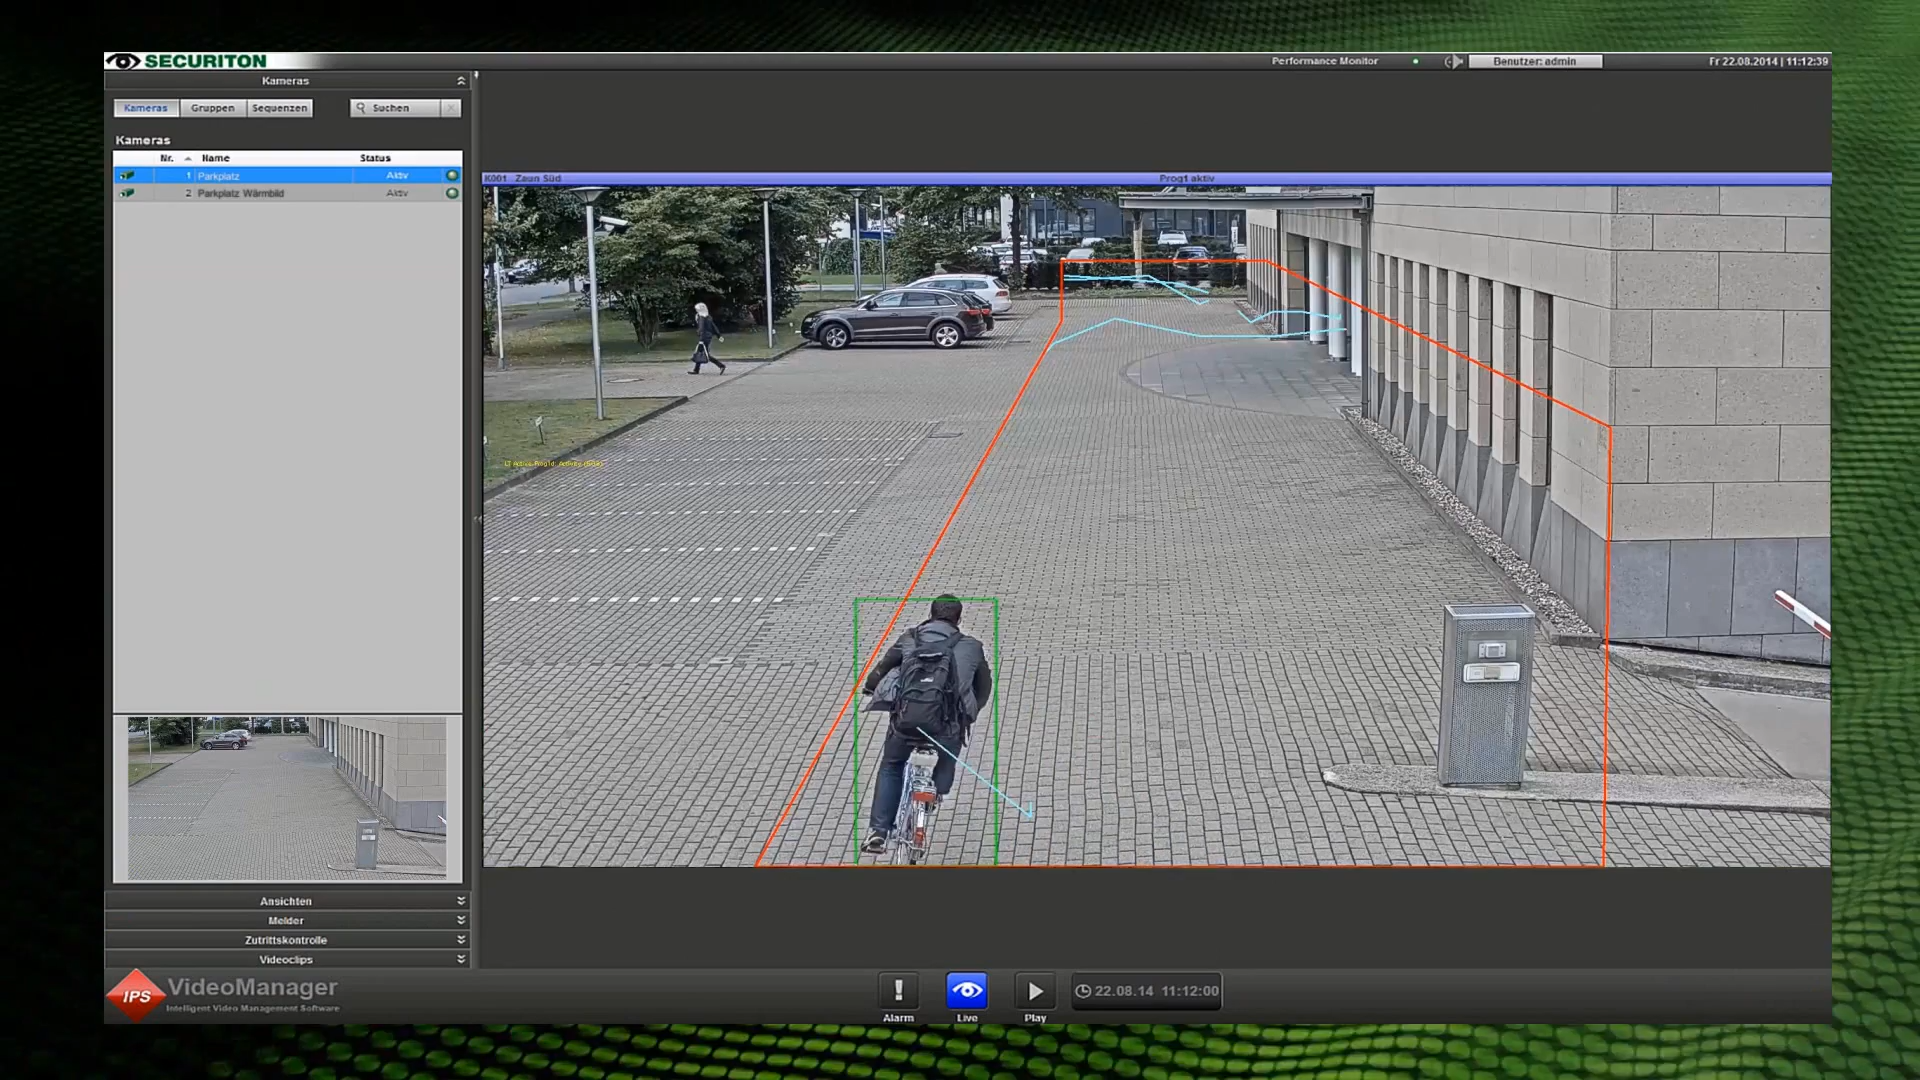 SECURITON
Performance Monitor
Benutzer: admin
Fr 22.08.2014 | 11:12:39
Kameras
Kameras Gruppen Sequenzen Suchen
Kameras
Nr. Name Status
1 Parkplatz Aktiv
2 Parkplatz Wärmbild Aktiv
K001 Zaun Süd Prog1 aktiv
Ansichten
Melder
Zutrittskontrolle
Videoclips
IPS VideoManager
Intelligent Video Management Software
Alarm
Live
Play
22.08.14 11:12:00